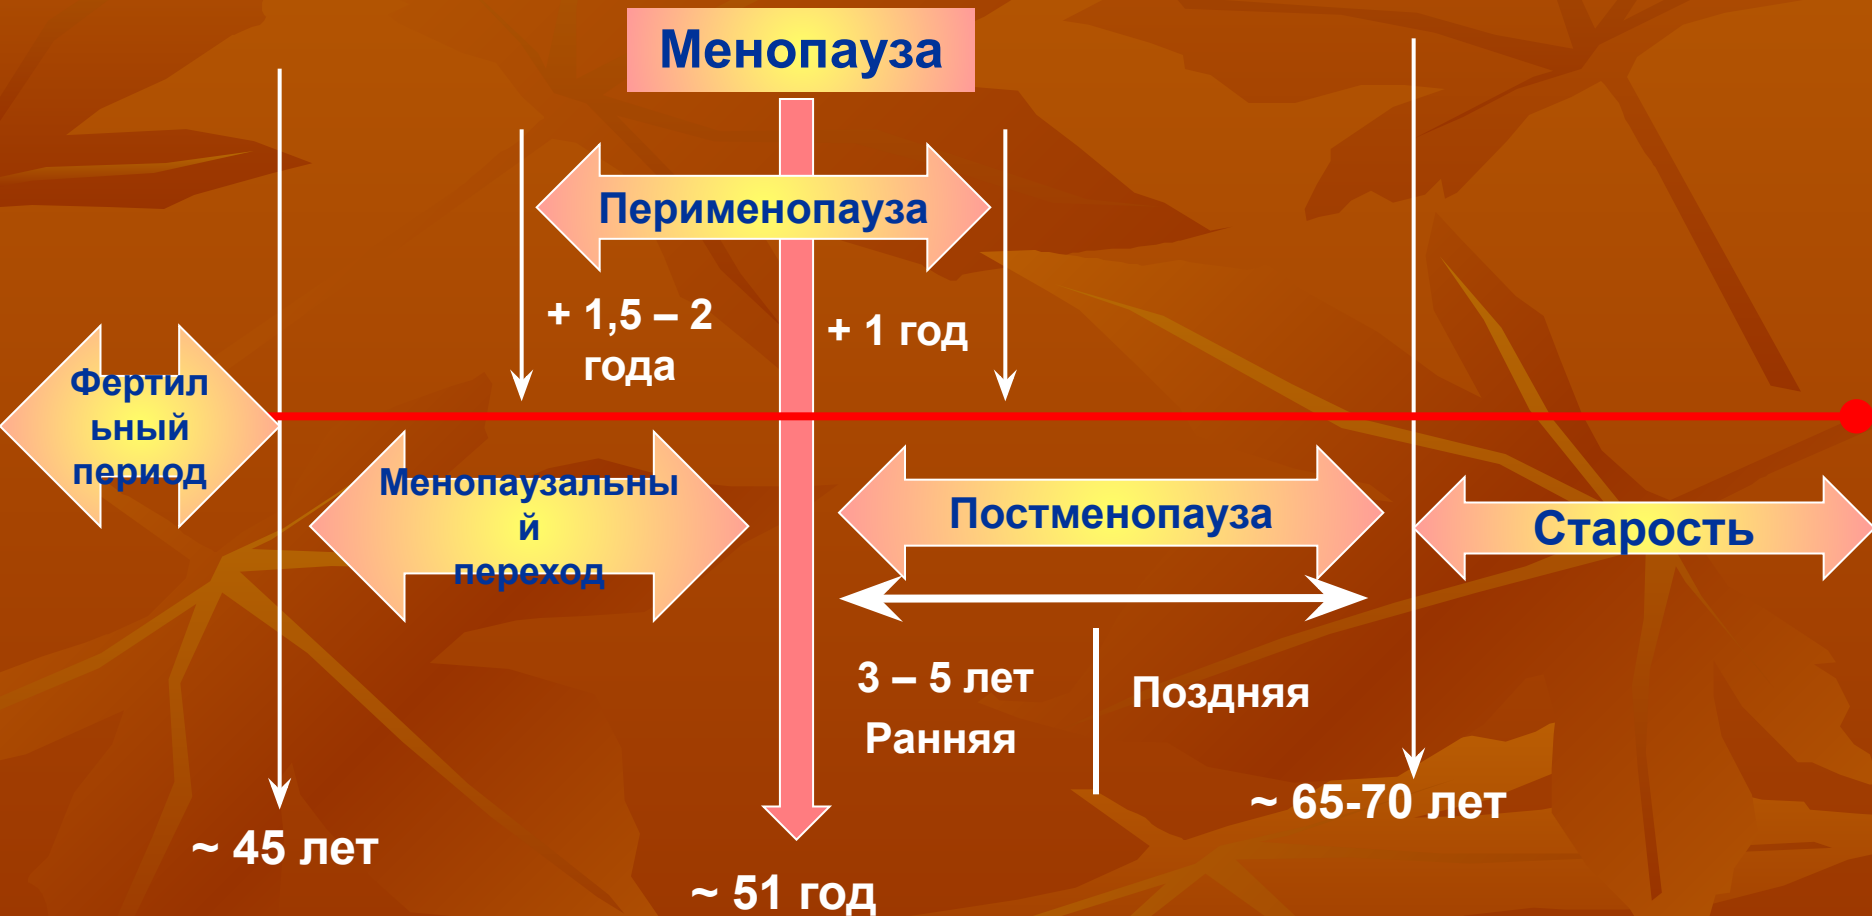 Менопауза
Перименопауза
+ 1,5 – 2
года
+ 1 год
Фертил
ьный
период
Менопаузальны
й
переход
Постменопауза
Старость
3 – 5 лет
Ранняя
Поздняя
~ 65-70 лет
~ 45 лет
~ 51 год